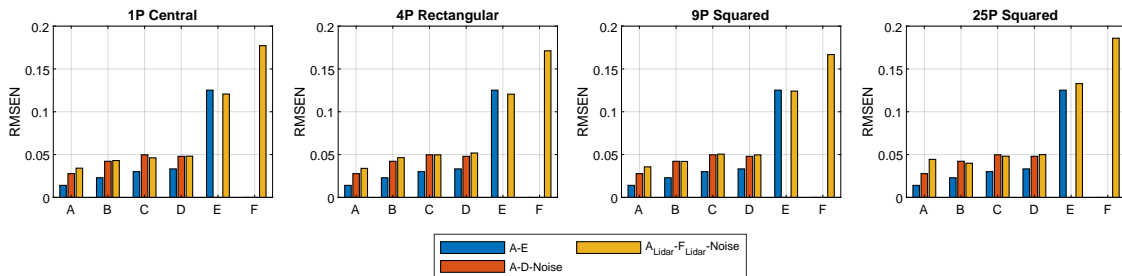 1P Central
4P Rectangular
9P Squared
25P Squared
RMSEN
0.2
0.15
0.1
0.05
0
A B C D E F
RMSEN
0.2
0.15
0.1
0.05
0
A B C D E F
RMSEN
0.2
0.15
0.1
0.05
0
A B C D E F
RMSEN
0.2
0.15
0.1
0.05
0
A B C D E F
A-E
A-D-Noise
A_Lidar-F_Lidar-Noise